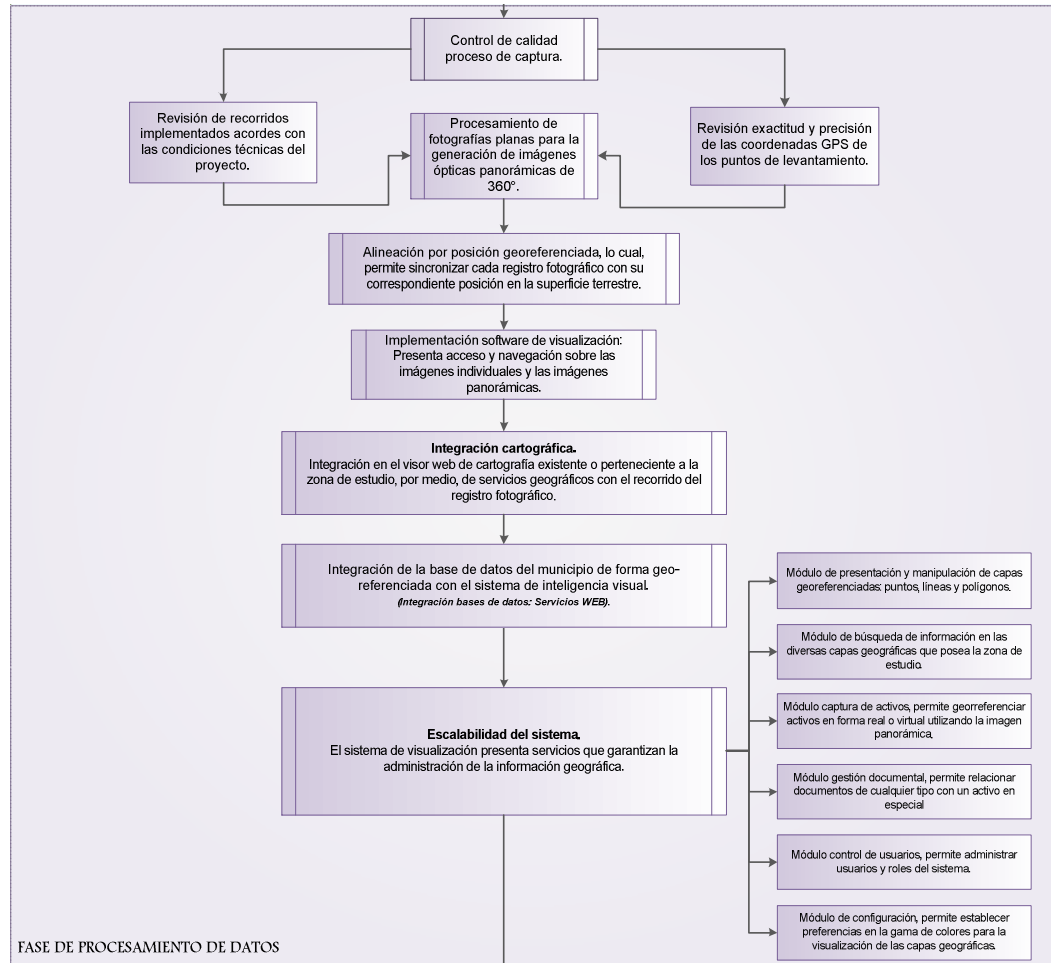 Control de calidad
proceso de captura.
Revisión de recorridos
implementados acordes con
las condiciones técnicas del
proyecto.
Procesamiento de
fotografías planas para la
generación de imágenes
ópticas panorámicas de
360°.
Revisión exactitud y precisión
de las coordenadas GPS de
los puntos de levantamiento.
Alineación por posición georeferenciada, lo cual,
permite sincronizar cada registro fotográfico con su
correspondiente posición en la superficie terrestre.
Implementación software de visualización:
Presenta acceso y navegación sobre las
imágenes individuales y las imágenes
panorámicas.
Integración cartográfica.
Integración en el visor web de cartografía existente o perteneciente a la
zona de estudio, por medio, de servicios geográficos con el recorrido del
registro fotográfico.
Integración de la base de datos del municipio de forma geo-
referenciada con el sistema de inteligencia visual.
(Integración bases de datos: Servicios WEB).
Escalabilidad del sistema.
El sistema de visualización presenta servicios que garantizan la
administración de la información geográfica.
Módulo de presentación y manipulación de capas
georeferenciadas: puntos, líneas y polígonos.
Módulo de búsqueda de información en las
diversas capas geográficas que posea la zona de
estudio.
Módulo captura de activos, permite georreferenciar
activos en forma real o virtual utilizando la imagen
panorámica.
Módulo gestión documental, permite relacionar
documentos de cualquier tipo con un activo en
especial
Módulo control de usuarios, permite administrar
usuarios y roles del sistema.
Módulo de configuración, permite establecer
preferencias en la gama de colores para la
visualización de las capas geográficas.
FASE DE PROCESAMIENTO DE DATOS